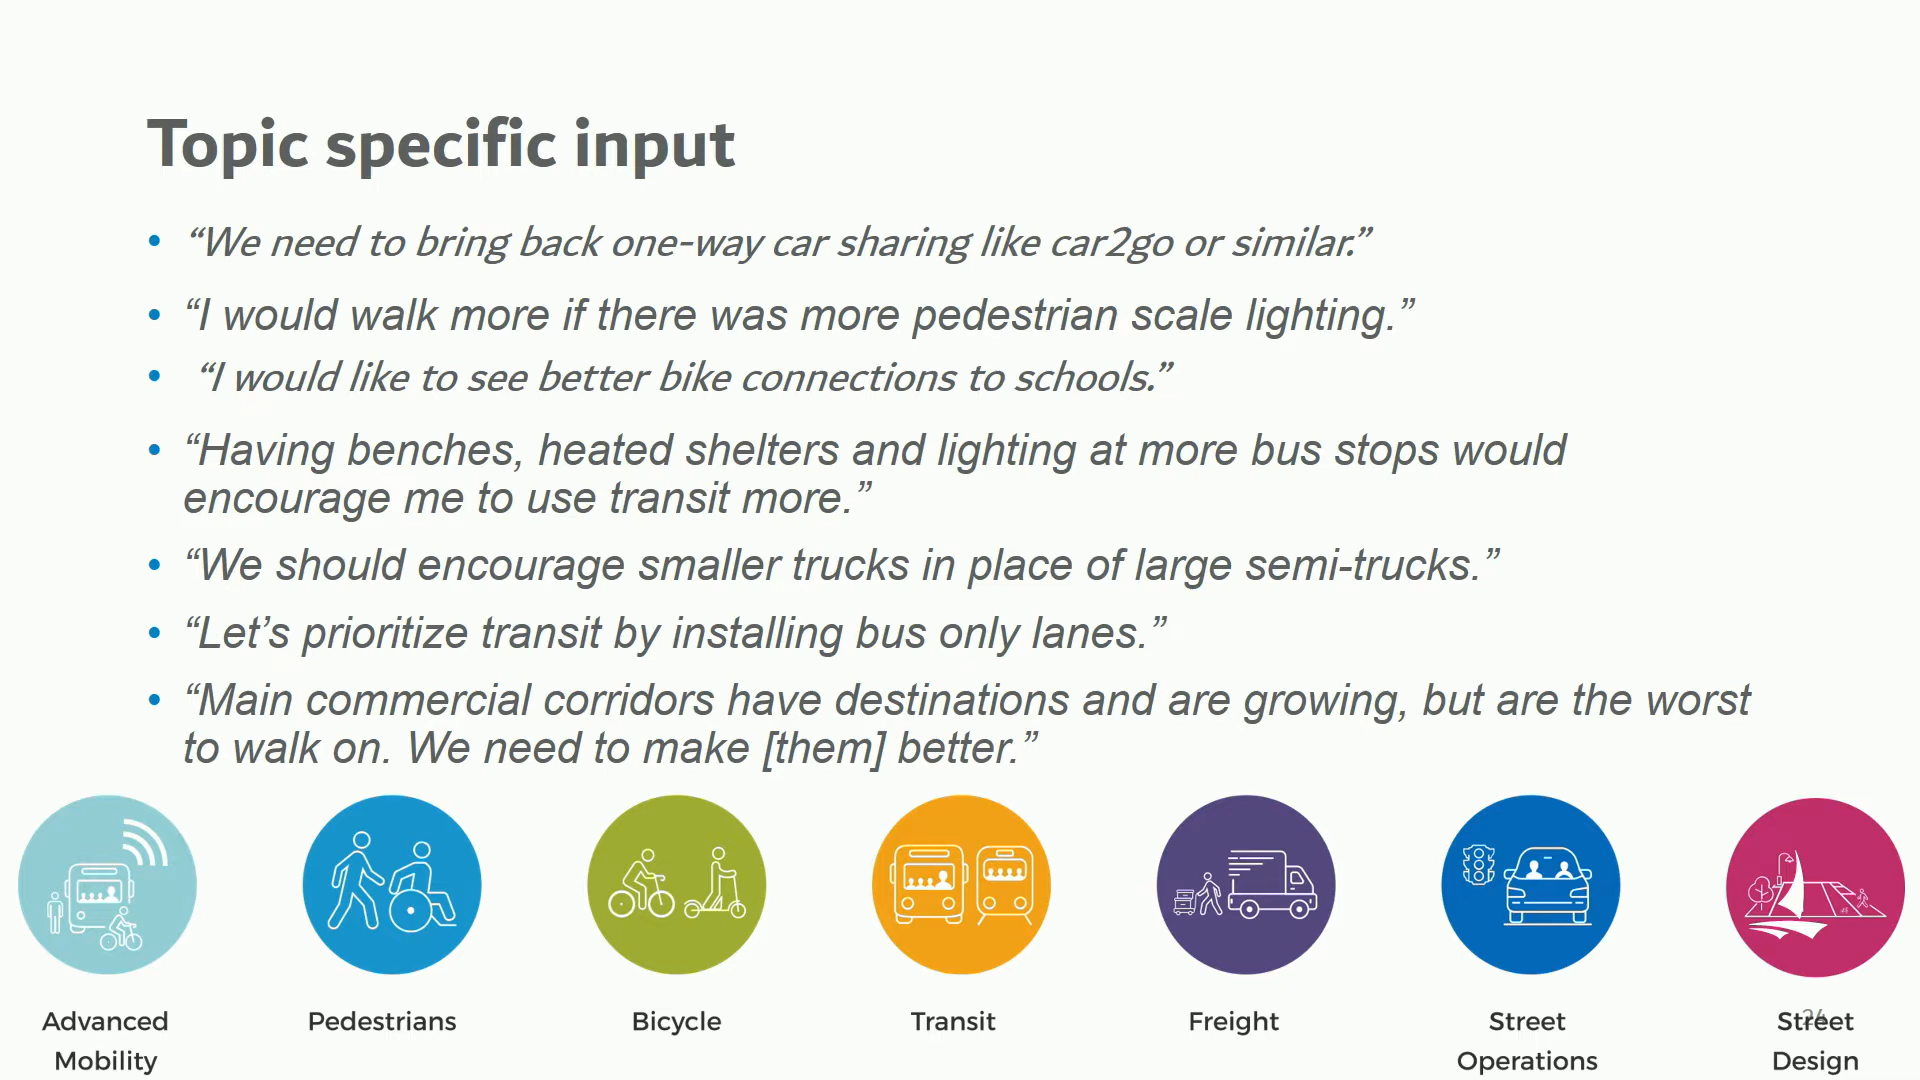 Topic specific input
• “We need to bring back one-way car sharing like car2go or similar.”
• “I would walk more if there was more pedestrian scale lighting.”
• “I would like to see better bike connections to schools.”
• “Having benches, heated shelters and lighting at more bus stops would
encourage me to use transit more.”
• “We should encourage smaller trucks in place of large semi-trucks.”
• “Let’s prioritize transit by installing bus only lanes.”
• “Main commercial corridors have destinations and are growing, but are the worst
to walk on. We need to make [them] better.”
Advanced
Mobility
Pedestrians
Bicycle
Transit
Freight
Street
Operations
Street
Design
24